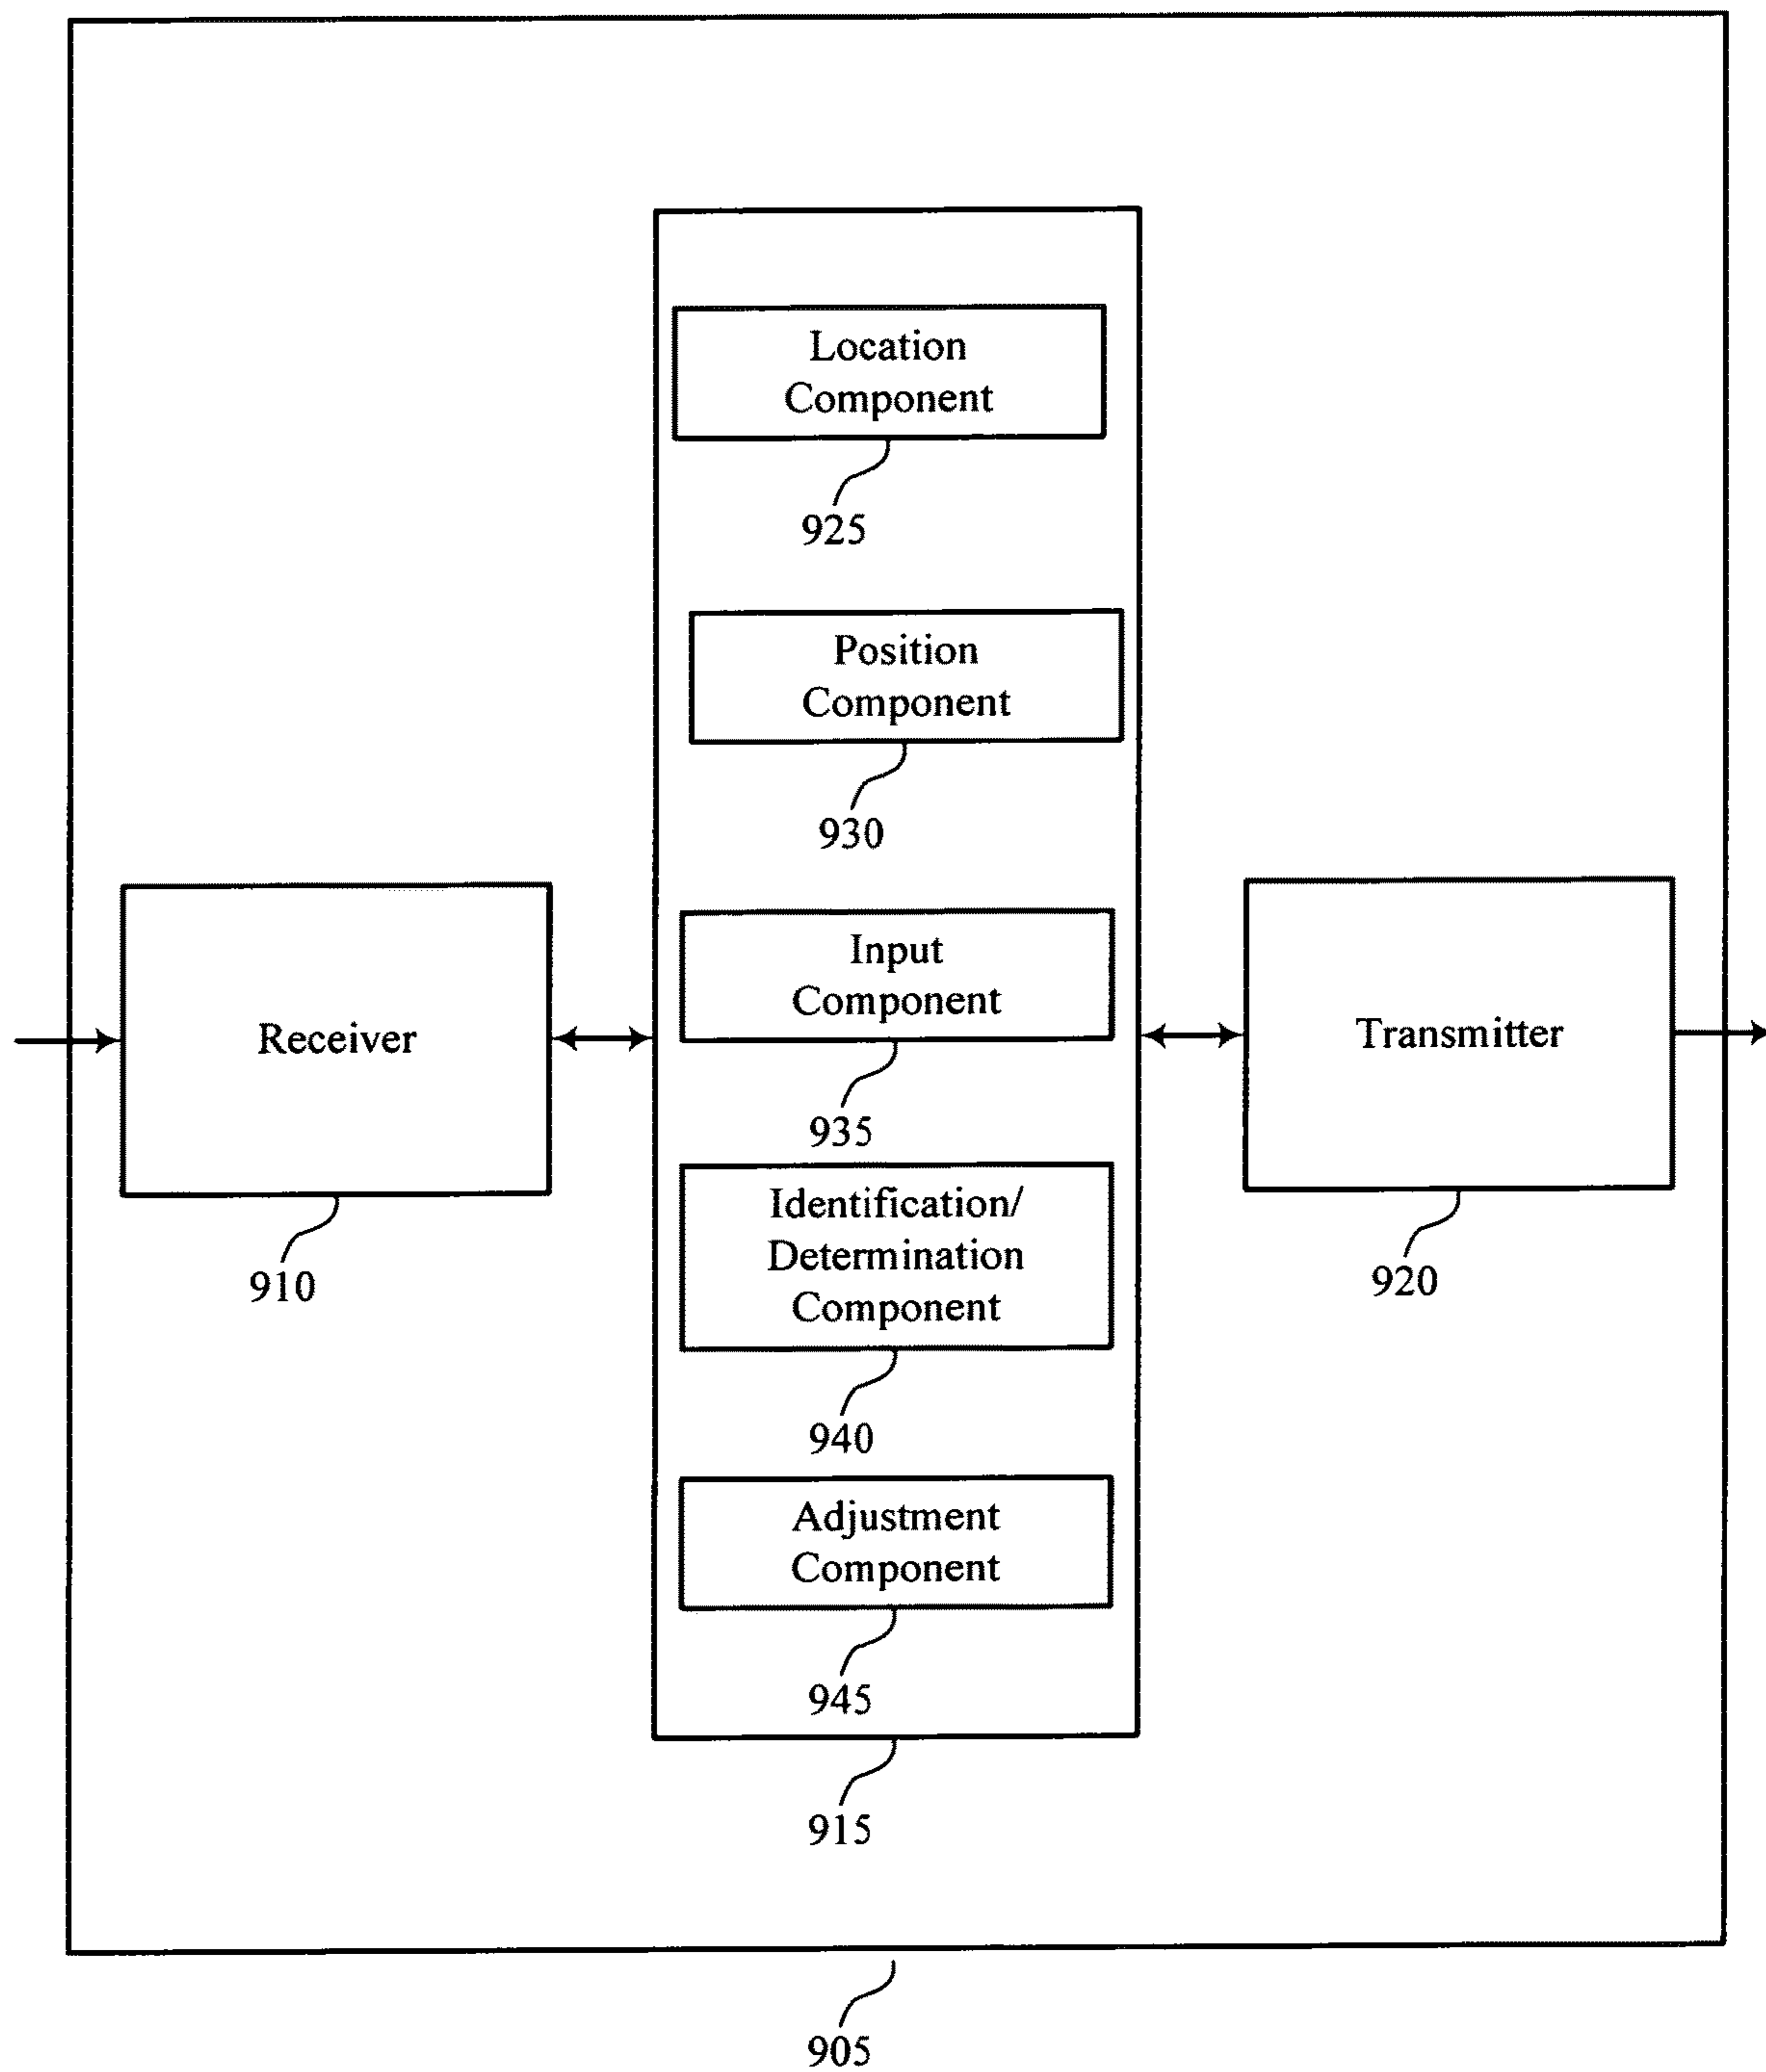 Location
Component
925
Position
Component
930
Input
Component
935
Receiver
910
Transmitter
920
Identification/
Determination
Component
940
Adjustment
Component
945
915
905